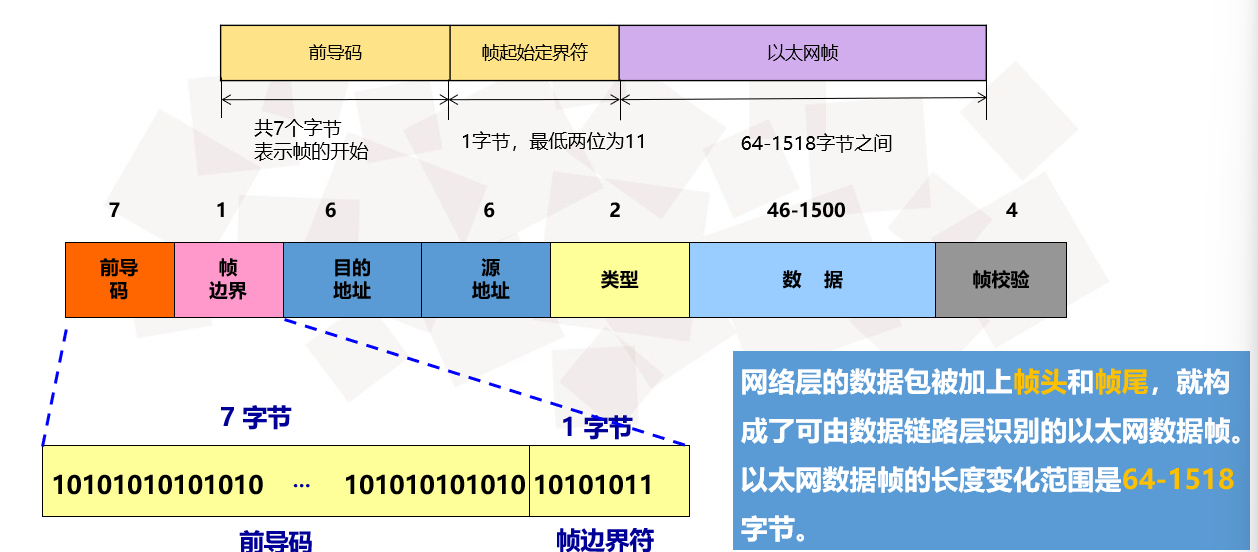 前导码 帧起始定界符 以太网帧
共7个字节
表示帧的开始
1字节，最低两位为11
64-1518字节之间
7 1 6 6 2 46-1500 4
前导
码
帧
边界
目的
地址
源
地址
类型
数 据
帧校验
网络层的数据包被加上帧头和帧尾，就构
成了可由数据链路层识别的以太网数据帧。
以太网数据帧的长度变化范围是64-1518
字节。
7 字节
1 字节
10101010101010 … 101010101010 10101011
前导码
帧边界符